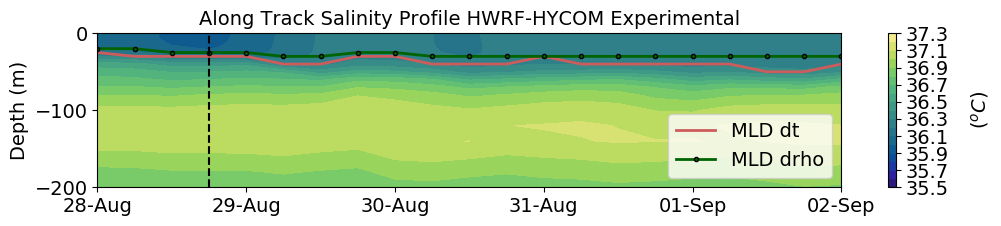 Along Track Salinity Profile HWRF-HYCOM Experimental
Depth (m)
0
−100
−200
28-Aug 29-Aug 30-Aug 31-Aug 01-Sep 02-Sep
MLD dt
MLD drho
37.3
37.1
36.9
36.7
36.5
36.3
36.1
35.9
35.7
35.5
(°C)